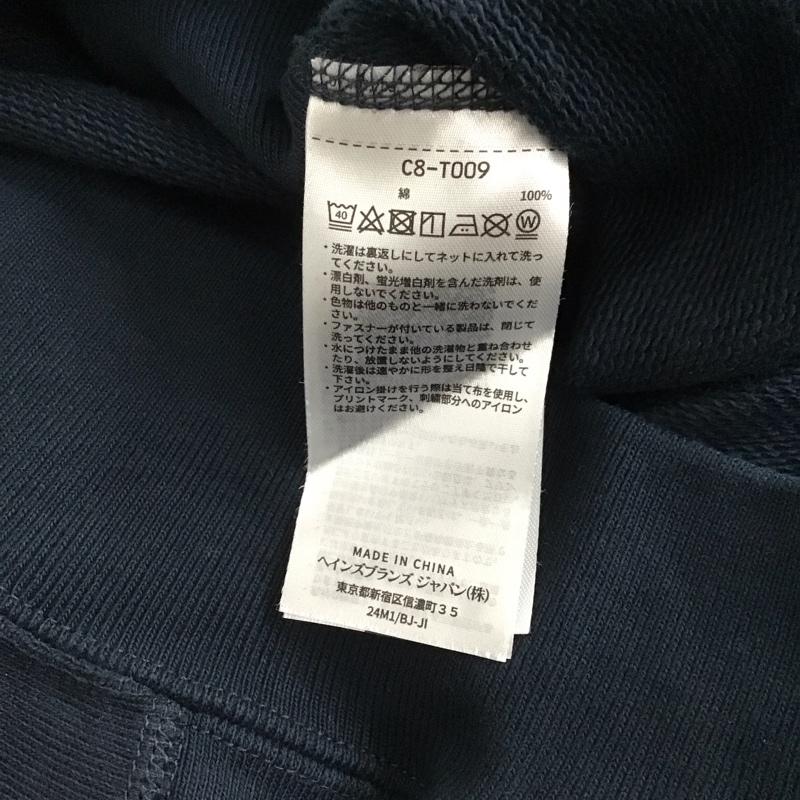 C8-T009
綿 100%
40 W
・洗濯は裏返しにしてネットに入れて洗っ
てください。
・漂白剤、蛍光増白剤を含んだ洗剤は、使
用しないでください。
・色物は他のものと一緒に洗わないでくだ
さい。
・ファスナーが付いている製品は、閉じて
洗ってください。
・水につけたまま他の洗濯物と重ね合わせ
たり、放置しないようにしてください。
・洗濯後は速やかに形を整え日陰で干して
下さい。
・アイロン掛けを行う際は当て布を使用し、
プリントマーク、刺繍部分へのアイロン
はお避けください。
MADE IN CHINA
ヘインズブランズ ジャパン(株)
東京都新宿区信濃町35
24M1/BJ-JI